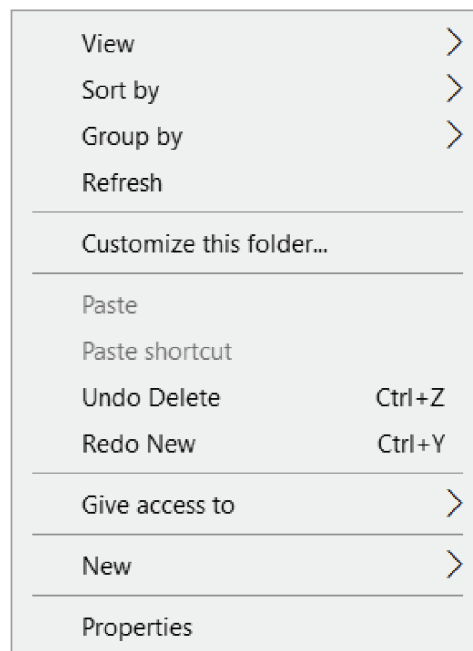 View
Sort by
Group by
Refresh
Customize this folder...
Paste
Paste shortcut
Undo Delete Ctrl+Z
Redo New Ctrl+Y
Give access to
New
Properties